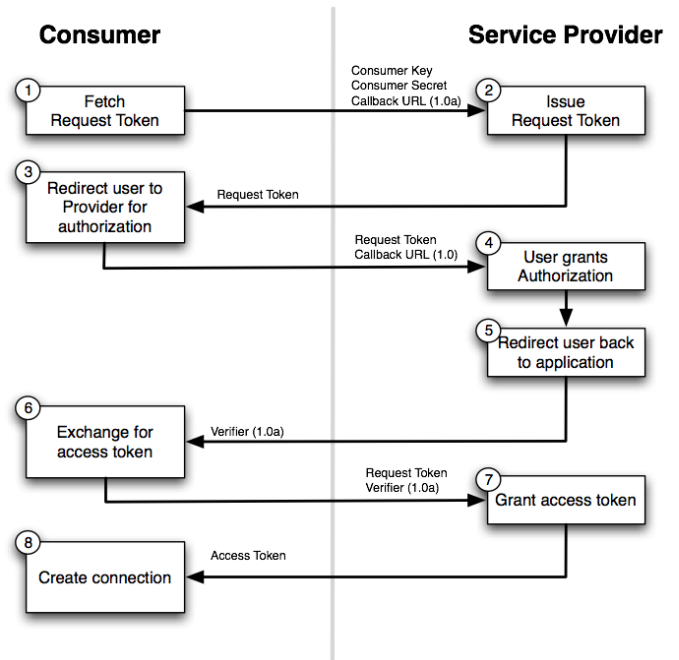 Consumer
Service Provider
1
Fetch
Request Token
Consumer Key
Consumer Secret
Callback URL (1.0a)
2
Issue
Request Token
3
Redirect user to
Provider for
authorization
Request Token
Request Token
Callback URL (1.0)
4
User grants
Authorization
5
Redirect user back
to application
6
Exchange for
access token
Verifier (1.0a)
Request Token
Verifier (1.0a)
7
Grant access token
8
Create connection
Access Token